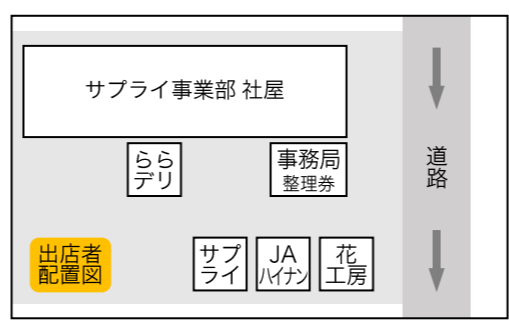 サプライ事業部 社屋
らら
デリ
事務局
整理券
道
路
出店者
配置図
サプ
ライ
JA
ハイナン
花
工房